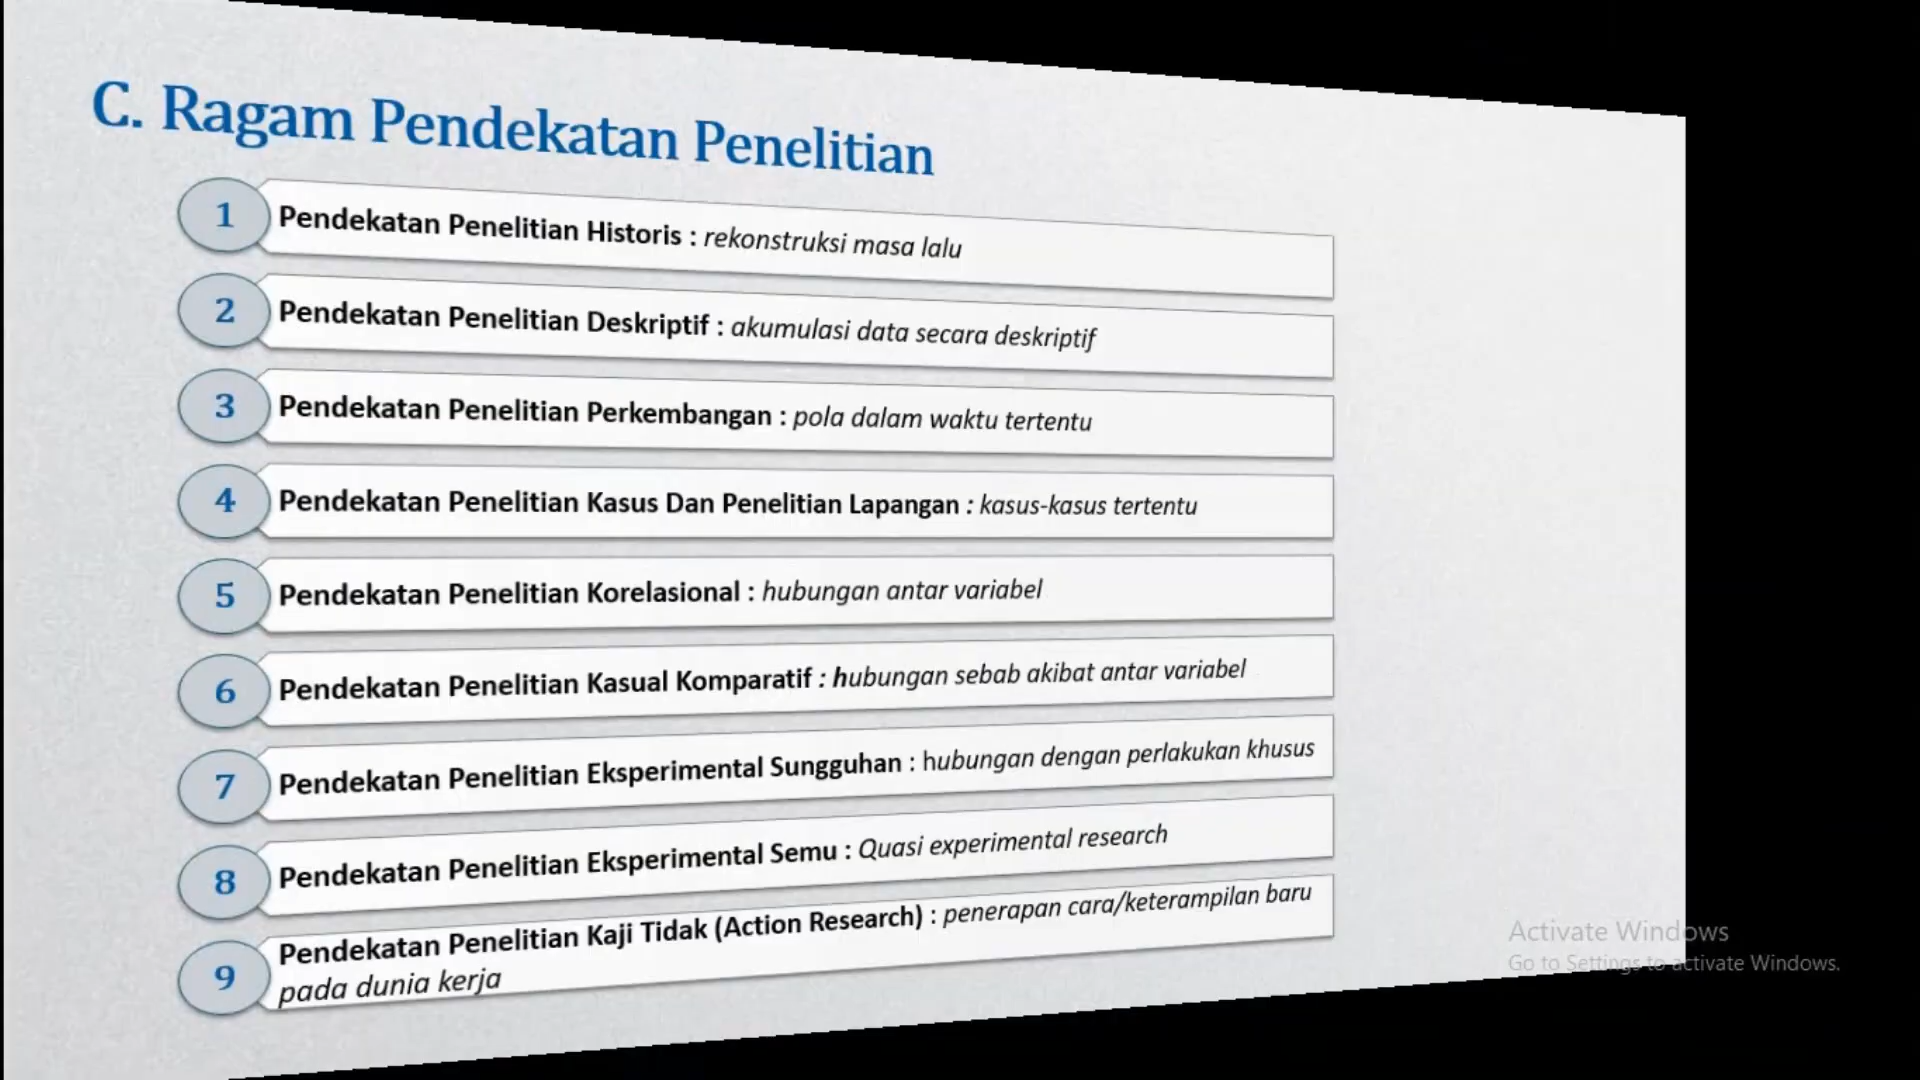 C. Ragam Pendekatan Penelitian
1 Pendekatan Penelitian Historis : rekonstruksi masa lalu
2 Pendekatan Penelitian Deskriptif : akumulasi data secara deskriptif
3 Pendekatan Penelitian Perkembangan : pola dalam waktu tertentu
4 Pendekatan Penelitian Kasus Dan Penelitian Lapangan : kasus-kasus tertentu
5 Pendekatan Penelitian Korelasional : hubungan antar variabel
6 Pendekatan Penelitian Kasual Komparatif : hubungan sebab akibat antar variabel
7 Pendekatan Penelitian Eksperimental Sungguhan : hubungan dengan perlakukan khusus
8 Pendekatan Penelitian Eksperimental Semu : Quasi experimental research
9 Pendekatan Penelitian Kaji Tidak (Action Research) : penerapan cara/keterampilan baru
pada dunia kerja
Activate Windows
Go to Settings to activate Windows.